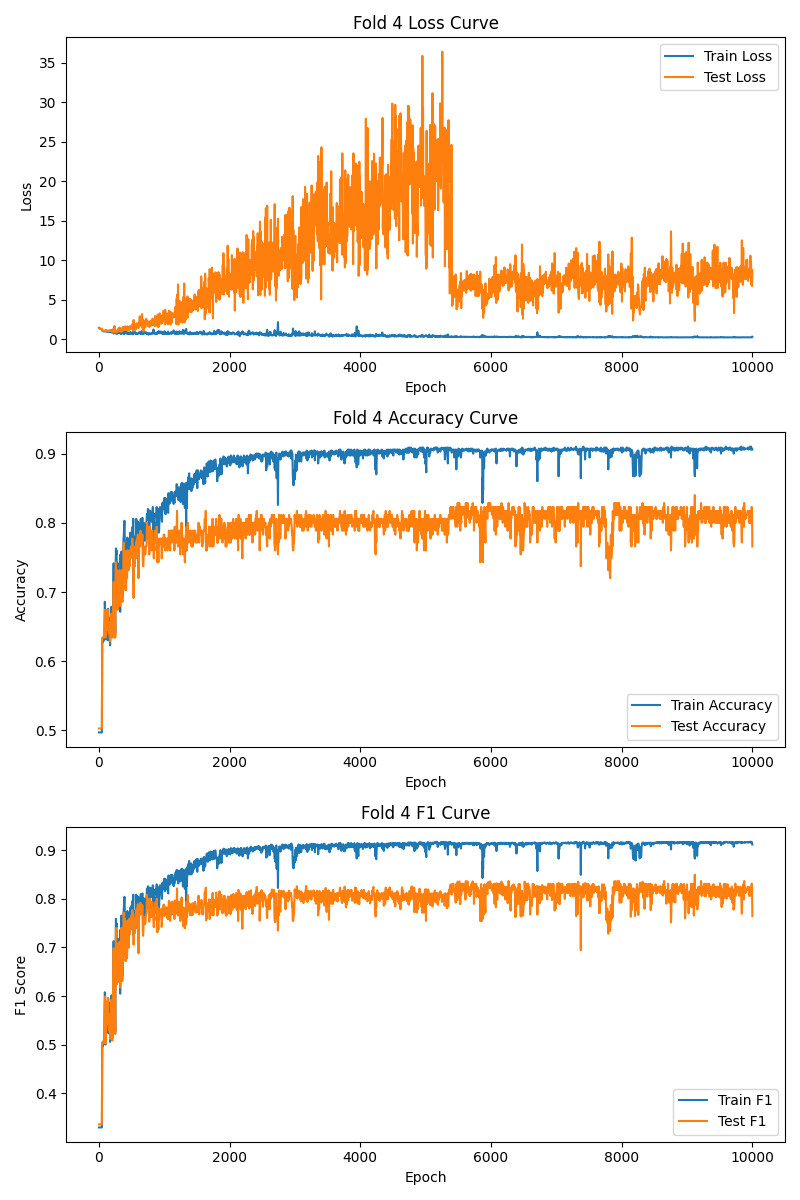 Fold 4 Loss Curve
Train Loss
Test Loss
35
30
25
20
15
10
5
0
Loss
0 2000 4000 6000 8000 10000
Epoch
Fold 4 Accuracy Curve
0.9
0.8
0.7
0.6
0.5
Accuracy
Train Accuracy
Test Accuracy
0 2000 4000 6000 8000 10000
Epoch
Fold 4 F1 Curve
0.9
0.8
0.7
0.6
0.5
0.4
F1 Score
Train F1
Test F1
0 2000 4000 6000 8000 10000
Epoch